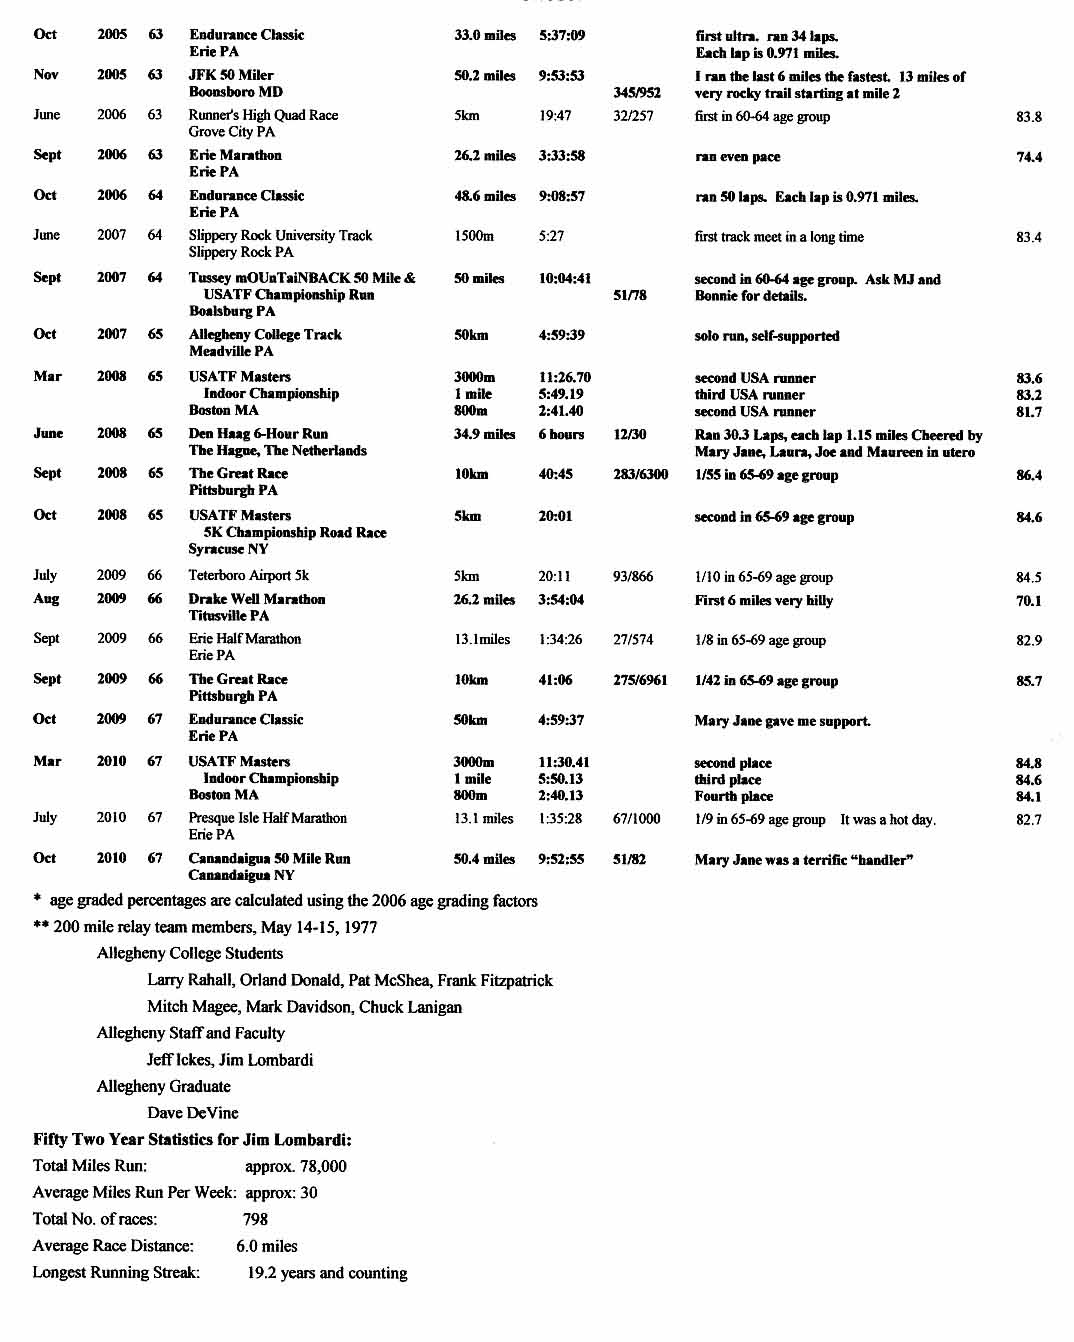 Oct 2005 63 Endurance Classic 33.0 miles 5:37:09 first ultra. ran 34 laps.
Erie PA Each lap is 0.971 miles.
Nov 2005 63 JFK 50 Miler 50.2 miles 9:53:53 I ran the last 6 miles the fastest. 13 miles of
Boonsboro MD 345/952 very rocky trail starting at mile 2
June 2006 63 Runner's High Quad Race 5km 19:47 32/257 first in 60-64 age group 83.8
Grove City PA
Sept 2006 63 Erie Marathon 26.2 miles 3:33:58 ran even pace 74.4
Erie PA
Oct 2006 64 Endurance Classic 48.6 miles 9:08:57 ran 50 laps. Each lap is 0.971 miles.
Erie PA
June 2007 64 Slippery Rock University Track 1500m 5:27 first track meet in a long time 83.4
Slippery Rock PA
Sept 2007 64 Tussey mOUnTaiNBACK 50 Mile & 50 miles 10:04:41 second in 60-64 age group. Ask MJ and
USATF Championship Run 51/78 Bonnie for details.
Boalsburg PA
Oct 2007 65 Allegheny College Track 50km 4:59:39 solo run, self-supported
Meadville PA
Mar 2008 65 USATF Masters 3000m 11:26.70 second USA runner 83.6
Indoor Championship 1 mile 5:49.19 third USA runner 83.2
Boston MA 800m 2:41.40 second USA runner 81.7
June 2008 65 Den Haag 6-Hour Run 34.9 miles 6 hours 12/30 Ran 30.3 Laps, each lap 1.15 miles Cheered by
The Hague, The Netherlands Mary Jane, Laura, Joe and Maureen in utero
Sept 2008 65 The Great Race 10km 40:45 283/6300 1/55 in 65-69 age group 86.4
Pittsburgh PA
Oct 2008 65 USATF Masters 5km 20:01 second in 65-69 age group 84.6
5K Championship Road Race
Syracuse NY
July 2009 66 Teterboro Airport 5k 5km 20:11 93/866 1/10 in 65-69 age group 84.5
Aug 2009 66 Drake Well Marathon 26.2 miles 3:54:04 First 6 miles very hilly 70.1
Titusville PA
Sept 2009 66 Erie Half Marathon 13.1miles 1:34:26 27/574 1/8 in 65-69 age group 82.9
Erie PA
Sept 2009 66 The Great Race 10km 41:06 275/6961 1/42 in 65-69 age group 85.7
Pittsburgh PA
Oct 2009 67 Endurance Classic 50km 4:59:37 Mary Jane gave me support.
Erie PA
Mar 2010 67 USATF Masters 3000m 11:30.41 second place 84.8
Indoor Championship 1 mile 5:50.13 third place 84.6
Boston MA 800m 2:40.13 Fourth place 84.1
July 2010 67 Presque Isle Half Marathon 13.1 miles 1:35:28 67/1000 1/9 in 65-69 age group It was a hot day. 82.7
Erie PA
Oct 2010 67 Canandaigua 50 Mile Run 50.4 miles 9:52:55 51/82 Mary Jane was a terrific “handler”
Canandaigua NY
* age graded percentages are calculated using the 2006 age grading factors
** 200 mile relay team members, May 14-15, 1977
Allegheny College Students
Larry Rahall, Orland Donald, Pat McShea, Frank Fitzpatrick
Mitch Magee, Mark Davidson, Chuck Lanigan
Allegheny Staff and Faculty
Jeff Ickes, Jim Lombardi
Allegheny Graduate
Dave DeVine
Fifty Two Year Statistics for Jim Lombardi:
Total Miles Run: approx. 78,000
Average Miles Run Per Week: approx: 30
Total No. of races: 798
Average Race Distance: 6.0 miles
Longest Running Streak: 19.2 years and counting